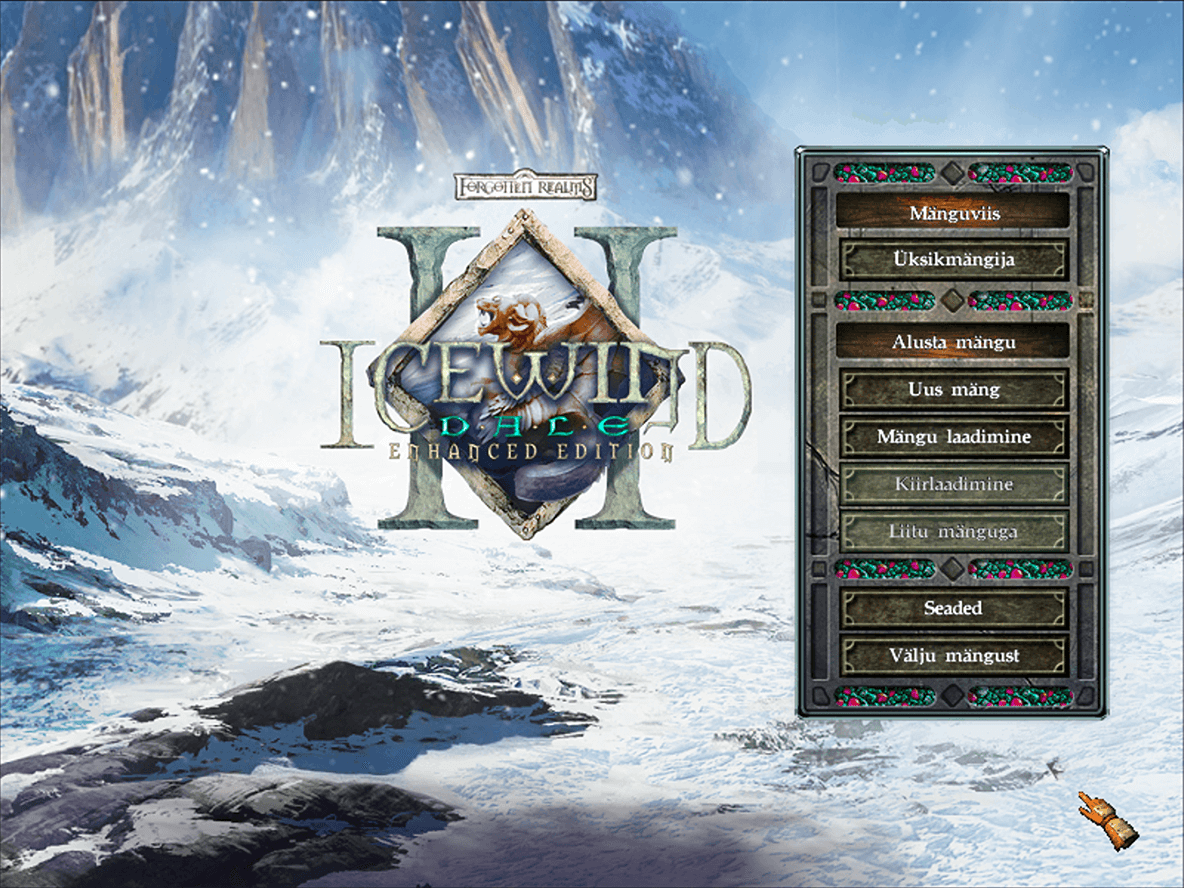 FORGOTTEN REALMS
II
ICEWIND
DALE
ENHANCED EDITION
Mänguviis
Üksikmängija
Alusta mängu
Uus mäng
Mängu laadimine
Kiirlaadimine
Liitu mänguga
Seaded
Välju mängust